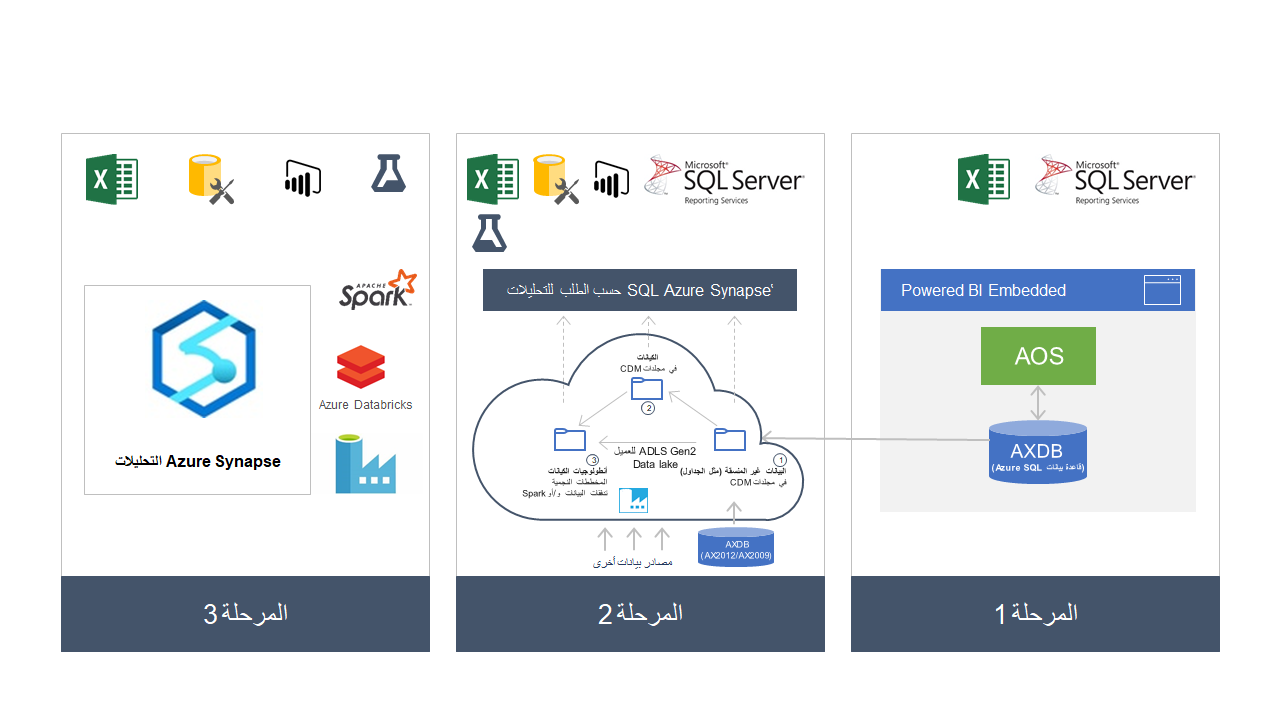 Microsoft®
SQL Server®
Reporting Services
Powered BI Embedded
AOS
AXDB
(قاعدة بيانات Azure SQL)
المرحلة 1
Microsoft®
SQL Server®
Reporting Services
SQL Azure Synapse' حسب الطلب للتحليلات
الكيانات
في مجلدات CDM
2
ADLS Gen2 للعميل
Data lake
1
البيانات غير المنسقة (مثل الجداول)
في مجلدات CDM
3
أنطولوجيات الكيانات
المخططات النجمية
تدفقات البيانات و/أو Spark
AXDB
(AX2012/AX2009)
مصادر بيانات أخرى
المرحلة 2
APACHE
Spark
Azure Databricks
Azure Synapse التحليلات
المرحلة 3